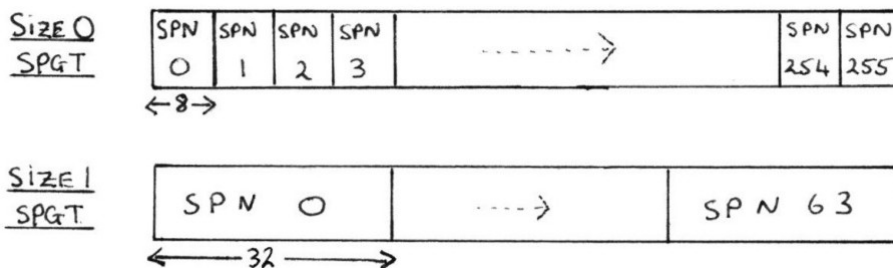 SIZE 0
SPGT
SPN 0
SPN 1
SPN 2
SPN 3
SPN 254
SPN 255
8
SIZE 1
SPGT
SPN 0
SPN 63
32